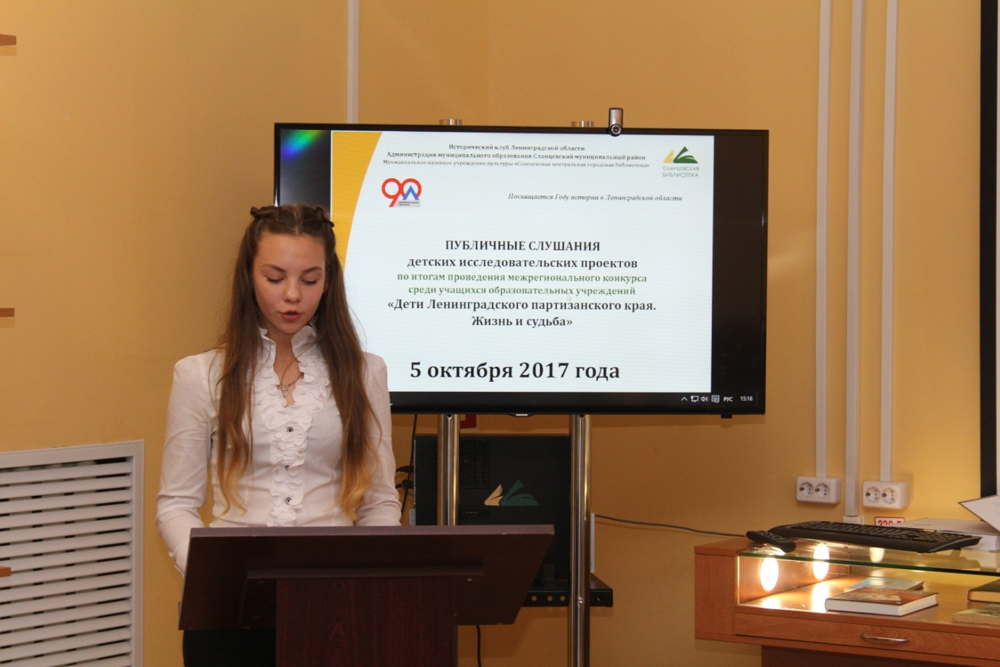 Исторический клуб Ленинградской области
Администрация муниципального образования Сланцевский муниципальный район
Муниципальное казенное учреждение культуры «Сланцевская центральная городская библиотека»
СЛАНЦЕВСКАЯ
БИБЛИОТЕКА
90
ЛЕНИНГРАДСКАЯ
ОБЛАСТЬ
Посвящается Году истории в Ленинградской области
ПУБЛИЧНЫЕ СЛУШАНИЯ
детских исследовательских проектов
по итогам проведения межрегионального конкурса
среди учащихся образовательных учреждений
«Дети Ленинградского партизанского края.
Жизнь и судьба»
5 октября 2017 года
РУС 15:18
SAMSUNG